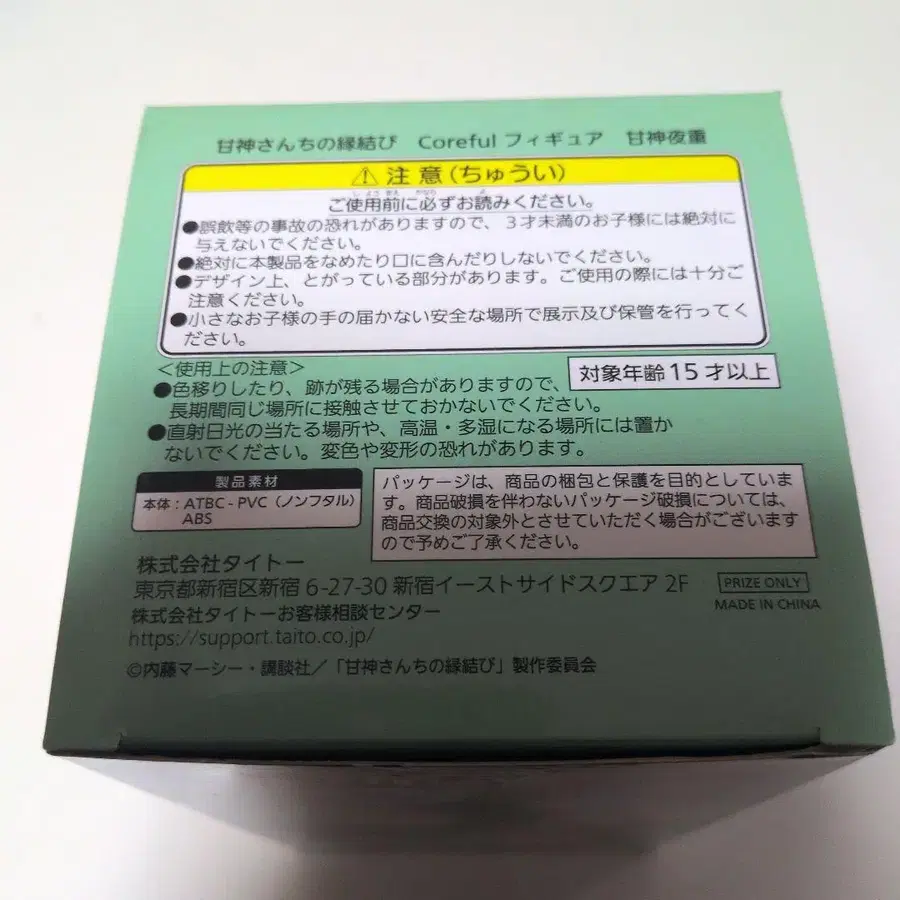 甘神さんちの縁結び Coreful フィギュア 甘神夜重
⚠ 注意(ちゅうい)
ご使用前に必ずお読みください。
●誤飲等の事故の恐れがありますので、3才未満のお子様には絶対に
与えないでください。
●絶対に本製品をなめたり口に含んだりしないでください。
●デザイン上、とがっている部分があります。ご使用の際には十分ご
注意ください。
●小さなお子様の手の届かない安全な場所で展示及び保管を行ってく
ださい。
<使用上の注意>
対象年齢15才以上
●色移りしたり、跡が残る場合がありますので、
長期間同じ場所に接触させておかないでください。
●直射日光の当たる場所や、高温・多湿になる場所には置か
ないでください。変色や変形の恐れがあります。
製品素材
本体:ATBC-PVC(ノンフタル)
ABS
パッケージは、商品の梱包と保護を目的としていま
す。商品破損を伴わないパッケージ破損については、
商品交換の対象外とさせていただく場合がございます
ので予めご了承ください。
株式会社タイトー
東京都新宿区新宿 6-27-30 新宿イーストサイドスクエア 2F
PRIZE ONLY
MADE IN CHINA
株式会社タイトーお客様相談センター
https://support.taito.co.jp/
©内藤マーシー・講談社/「甘神さんちの縁結び」製作委員会